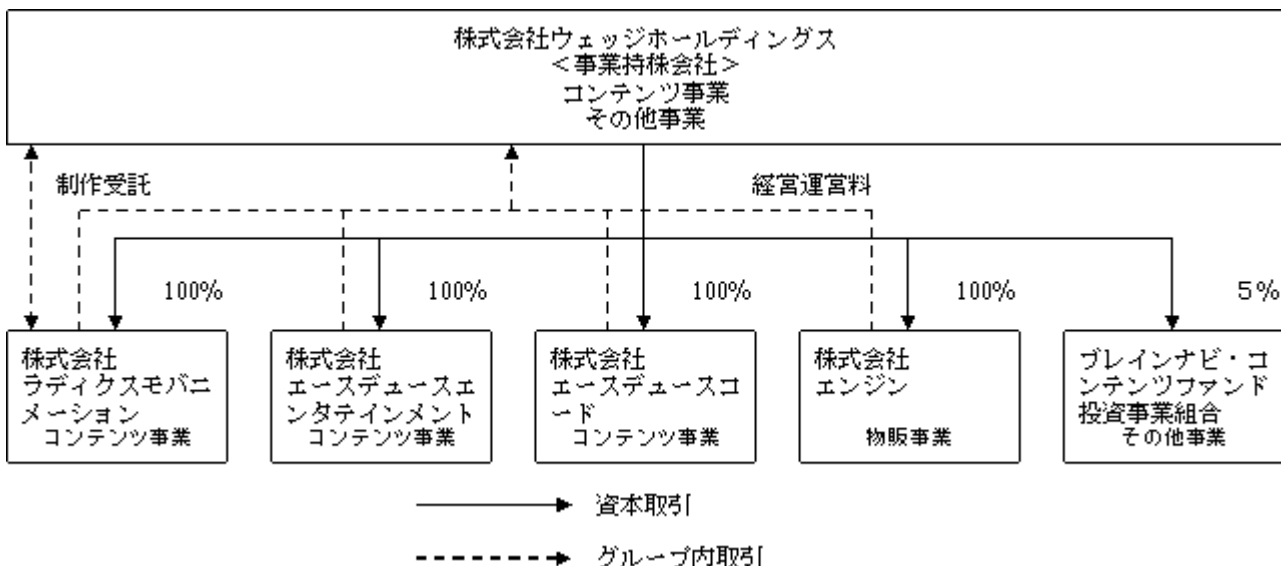 株式会社ウェッジホールディングス
＜事業持株会社＞
コンテンツ事業
その他事業
制作受託
経営運営料
100%
100%
100%
100%
５%
株式会社
ラディクスモバニ
メーション
コンテンツ事業
株式会社
エースデュースエ
ンタテインメント
コンテンツ事業
株式会社
エースデュースコ
ード
コンテンツ事業
株式会社
エンジン
物販事業
ブレインナビ・コ
ンテンツファンド
投資事業組合
その他事業
資本取引
グループ内取引